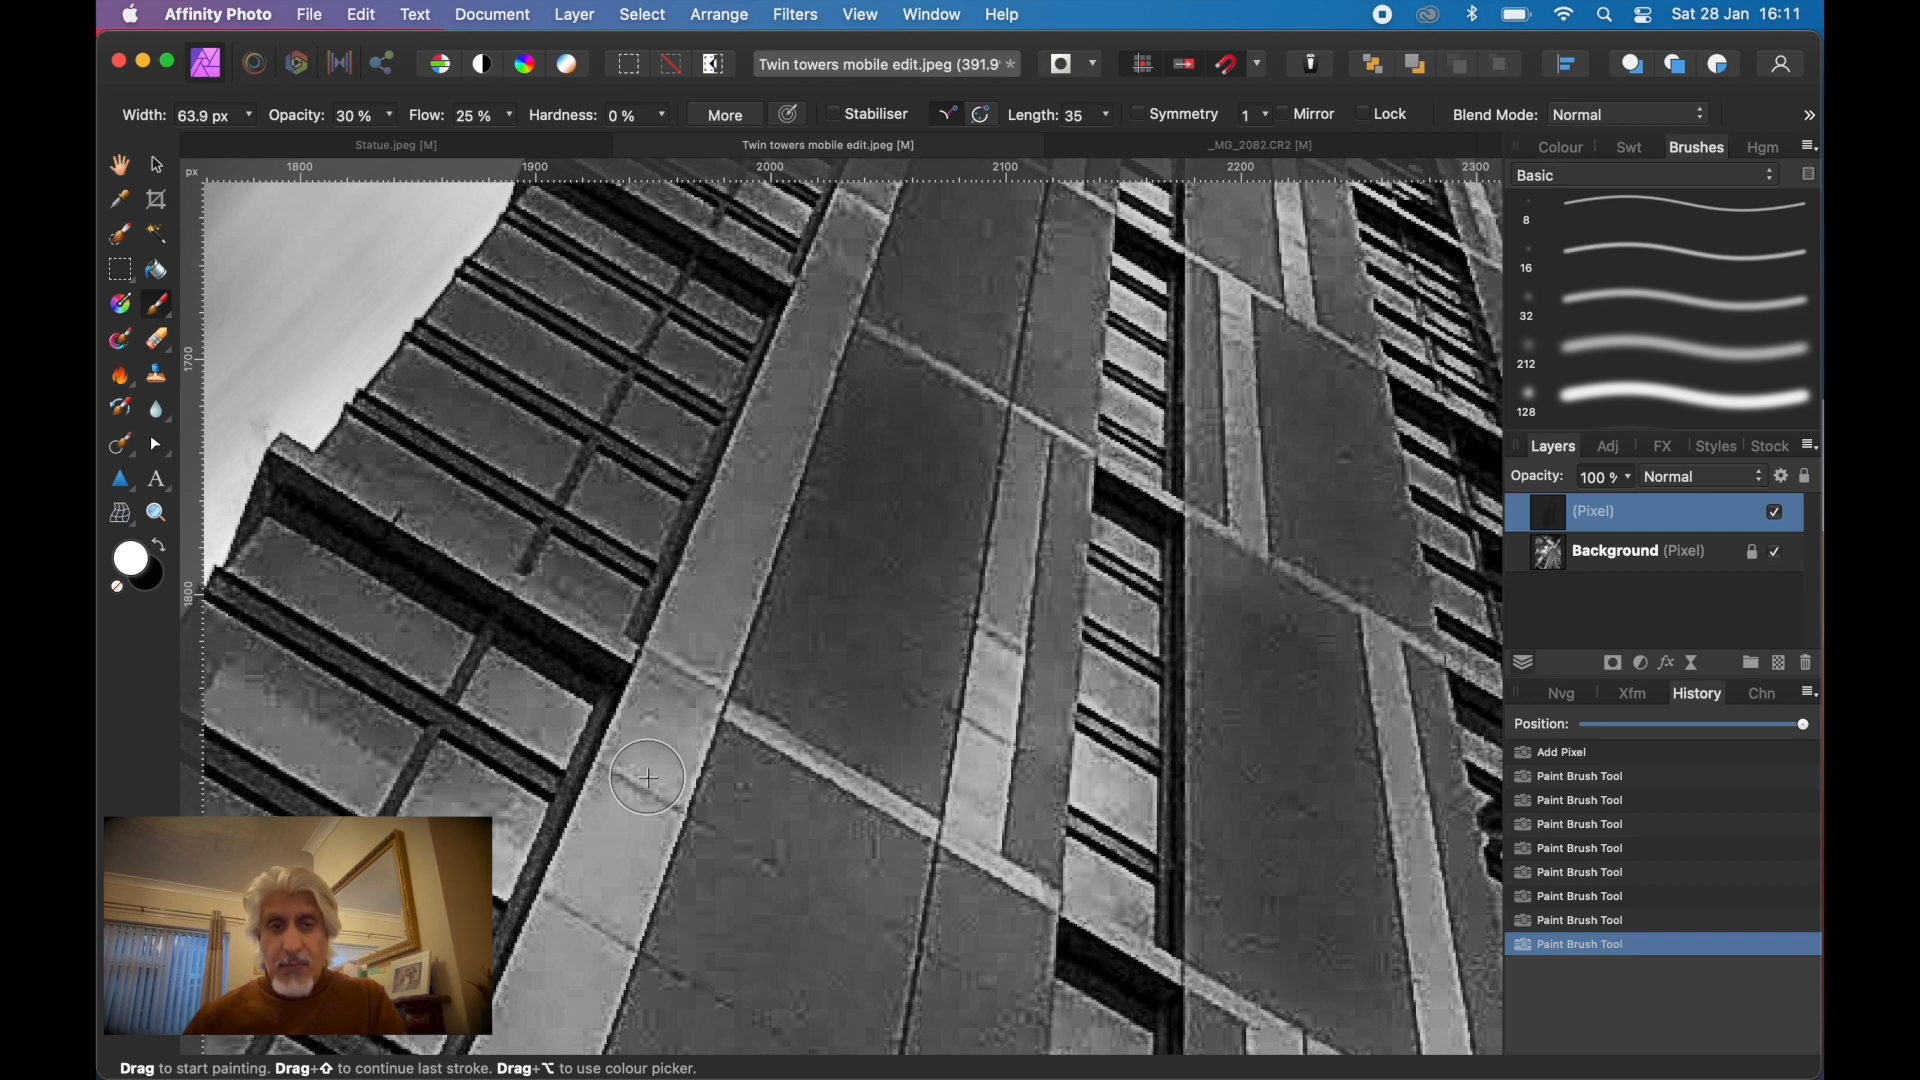 Affinity Photo File Edit Text Document Layer Select Arrange Filters View Window Help Sat 28 Jan 16:11
Twin towers mobile edit.jpeg (391.9' *
Width: 63.9 px Opacity: 30 % Flow: 25 % Hardness: 0 % More Stabiliser Length: 35 Symmetry 1 Mirror Lock Blend Mode: Normal
Statue.jpeg [M] Twin towers mobile edit.jpeg [M] _MG_2082.CR2 [M]
Colour Swt Brushes Hgm
px 1800 1900 2000 2100 2200 2300
Basic
8
16
32
212
128
1700
1800
Layers Adj FX Styles Stock
Opacity: 100 % Normal
(Pixel)
Background (Pixel)
Nvg Xfm History Chn
Position:
Add Pixel
Paint Brush Tool
Paint Brush Tool
Paint Brush Tool
Paint Brush Tool
Paint Brush Tool
Paint Brush Tool
Paint Brush Tool
Paint Brush Tool
Drag to start painting. Drag+⇧ to continue last stroke. Drag+⌥ to use colour picker.